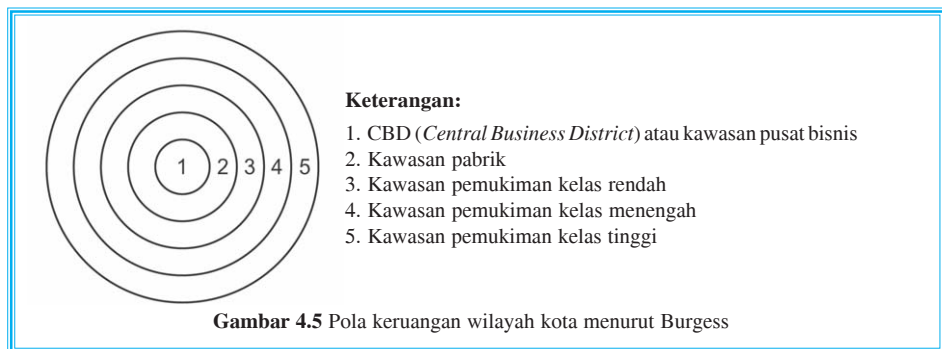 1 2 3 4 5
Keterangan:
1. CBD (Central Business District) atau kawasan pusat bisnis
2. Kawasan pabrik
3. Kawasan pemukiman kelas rendah
4. Kawasan pemukiman kelas menengah
5. Kawasan pemukiman kelas tinggi
Gambar 4.5 Pola keruangan wilayah kota menurut Burgess